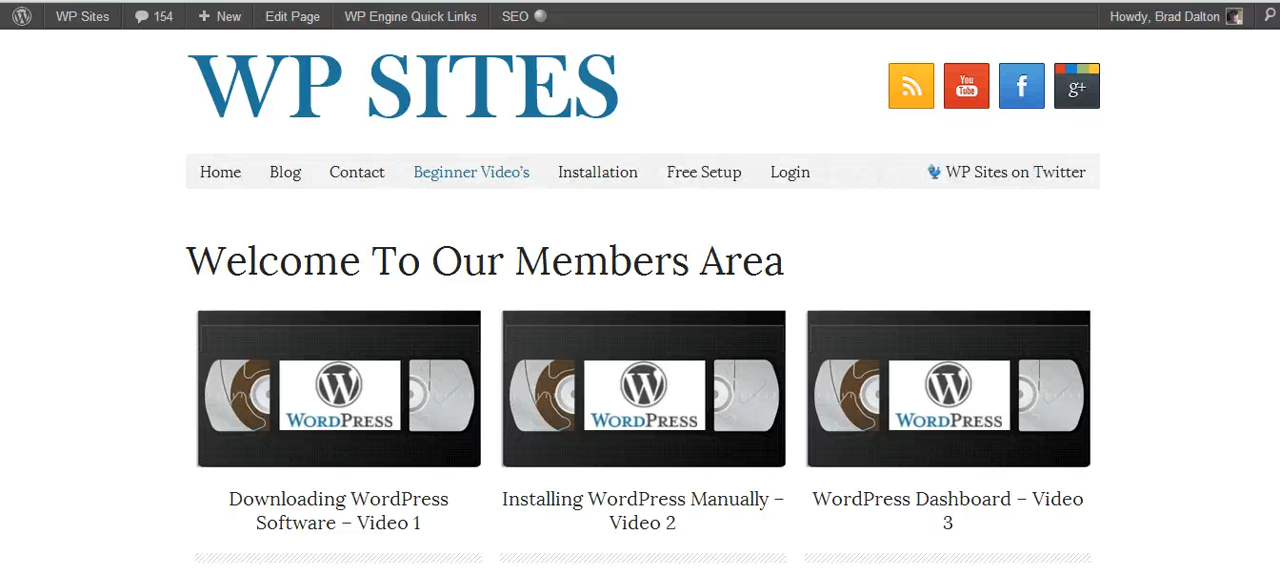 WP Sites 154 New Edit Page WP Engine Quick Links SEO Howdy, Brad Dalton
WP SITES
You
Tube
f
g+
Home Blog Contact Beginner Video's Installation Free Setup Login WP Sites on Twitter
Welcome To Our Members Area
WORDPRESS
WORDPRESS
WORDPRESS
Downloading WordPress
Software – Video 1
Installing WordPress Manually –
Video 2
WordPress Dashboard – Video
3